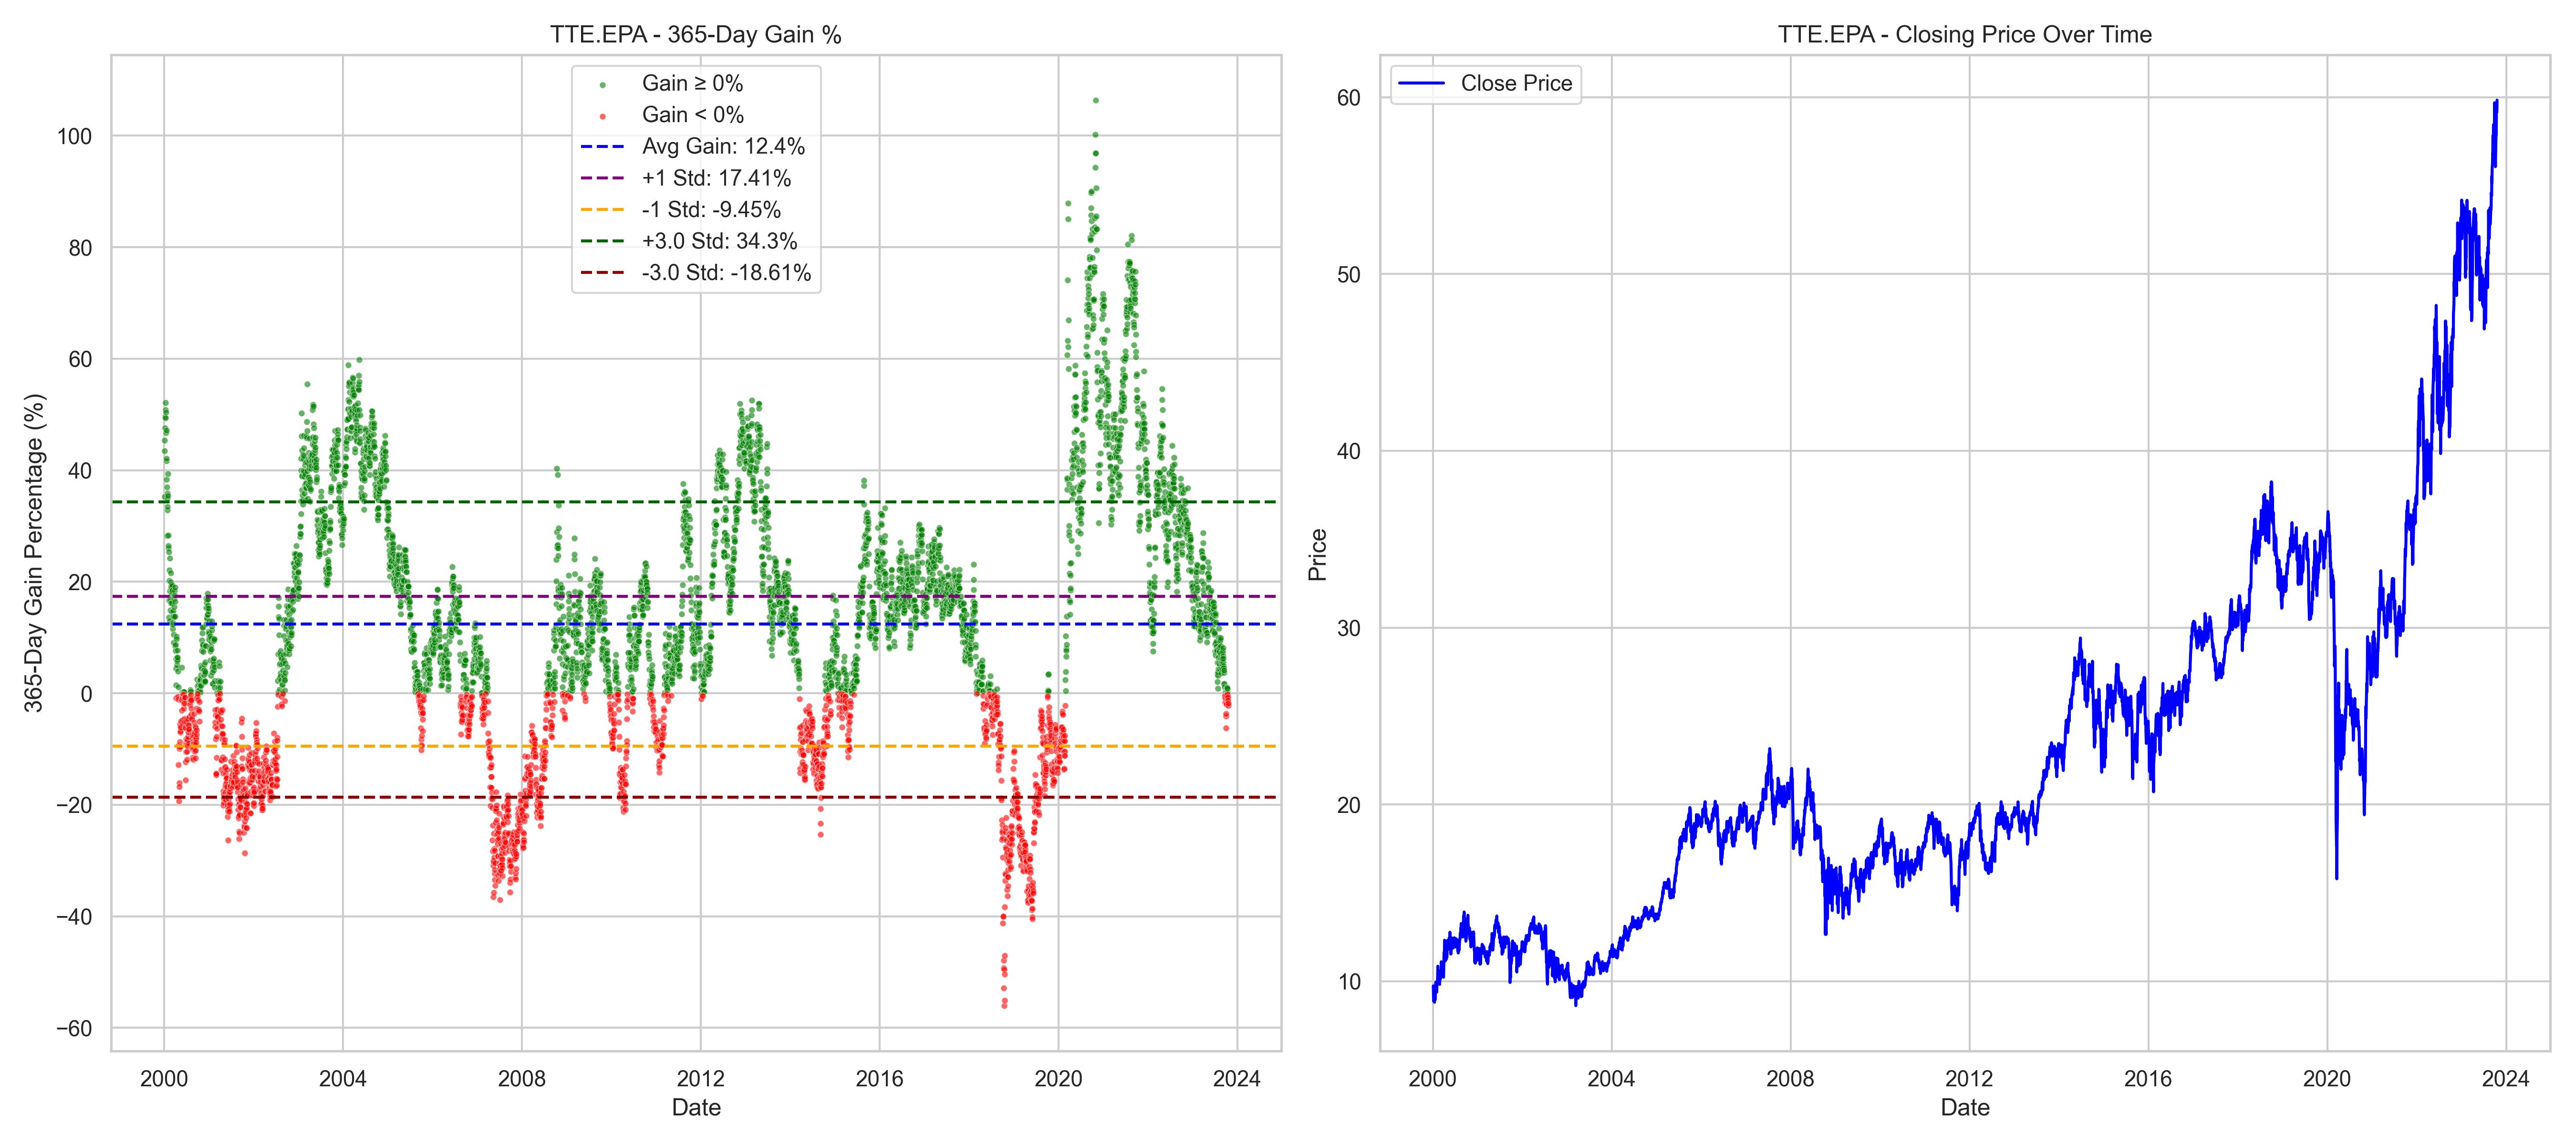 TTE.EPA - 365-Day Gain %
Gain ≥ 0%
Gain < 0%
Avg Gain: 12.4%
+1 Std: 17.41%
-1 Std: -9.45%
+3.0 Std: 34.3%
-3.0 Std: -18.61%
365-Day Gain Percentage (%)
100
80
60
40
20
0
−20
−40
−60
2000 2004 2008 2012 2016 2020 2024
Date
TTE.EPA - Closing Price Over Time
Close Price
Price
60
50
40
30
20
10
2000 2004 2008 2012 2016 2020 2024
Date